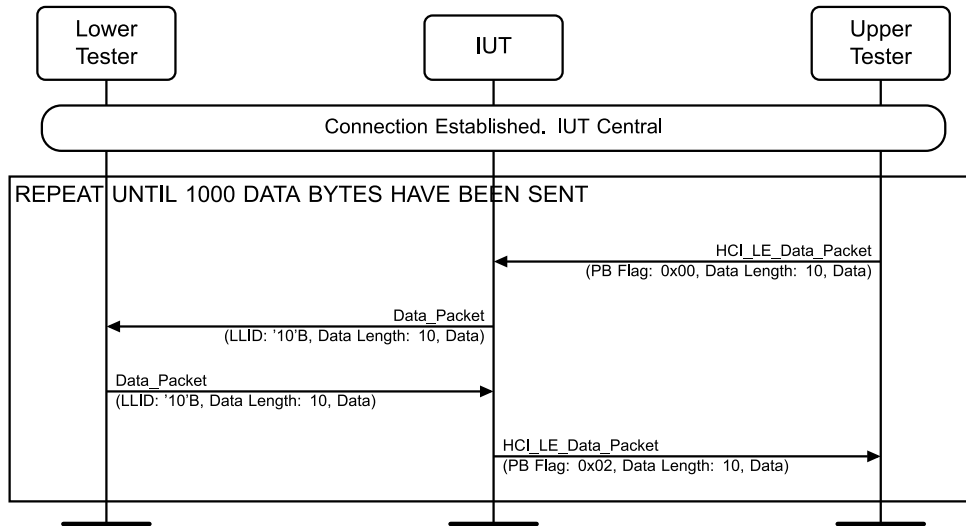 Lower
Tester
IUT
Upper
Tester
Connection Established. IUT Central
REPEAT UNTIL 1000 DATA BYTES HAVE BEEN SENT
HCI_LE_Data_Packet
(PB Flag: 0x00, Data Length: 10, Data)
Data_Packet
(LLID: '10'B, Data Length: 10, Data)
Data_Packet
(LLID: '10'B, Data Length: 10, Data)
HCI_LE_Data_Packet
(PB Flag: 0x02, Data Length: 10, Data)